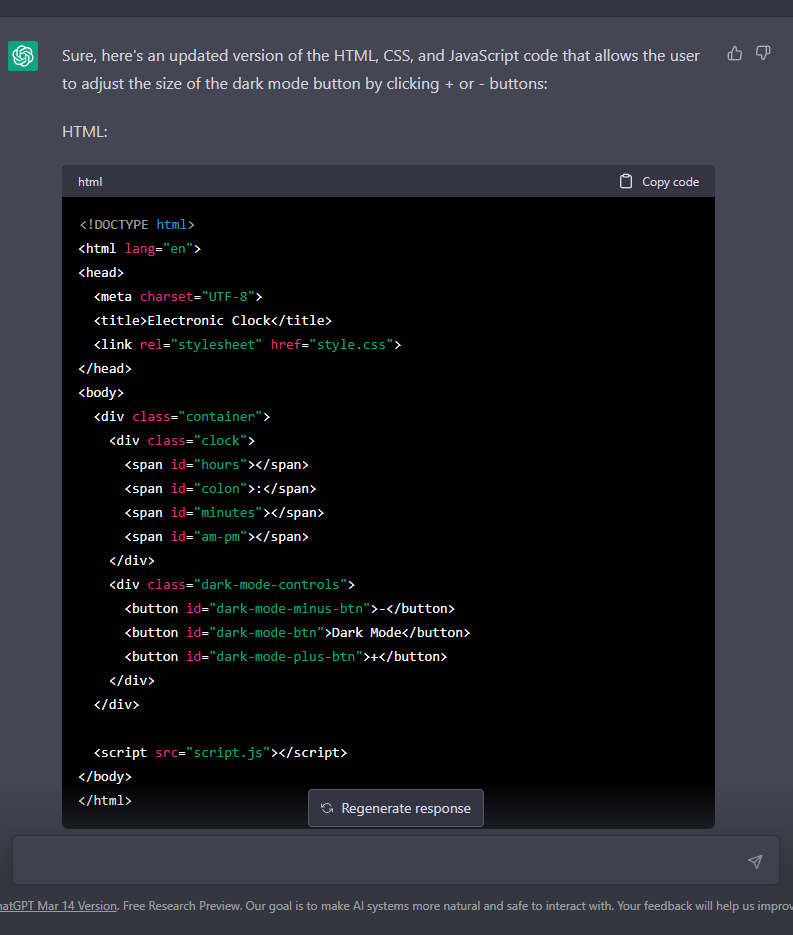 Sure, here's an updated version of the HTML, CSS, and JavaScript code that allows the user
to adjust the size of the dark mode button by clicking + or - buttons:
HTML:
html Copy code
<!DOCTYPE html>
<html lang="en">
<head>
  <meta charset="UTF-8">
  <title>Electronic Clock</title>
  <link rel="stylesheet" href="style.css">
</head>
<body>
  <div class="container">
    <div class="clock">
      <span id="hours"></span>
      <span id="colon">:</span>
      <span id="minutes"></span>
      <span id="am-pm"></span>
    </div>
    <div class="dark-mode-controls">
      <button id="dark-mode-minus-btn">-</button>
      <button id="dark-mode-btn">Dark Mode</button>
      <button id="dark-mode-plus-btn">+</button>
    </div>
  </div>
  <script src="script.js"></script>
</body>
</html>
Regenerate response
hatGPT Mar 14 Version. Free Research Preview. Our goal is to make AI systems more natural and safe to interact with. Your feedback will help us improv